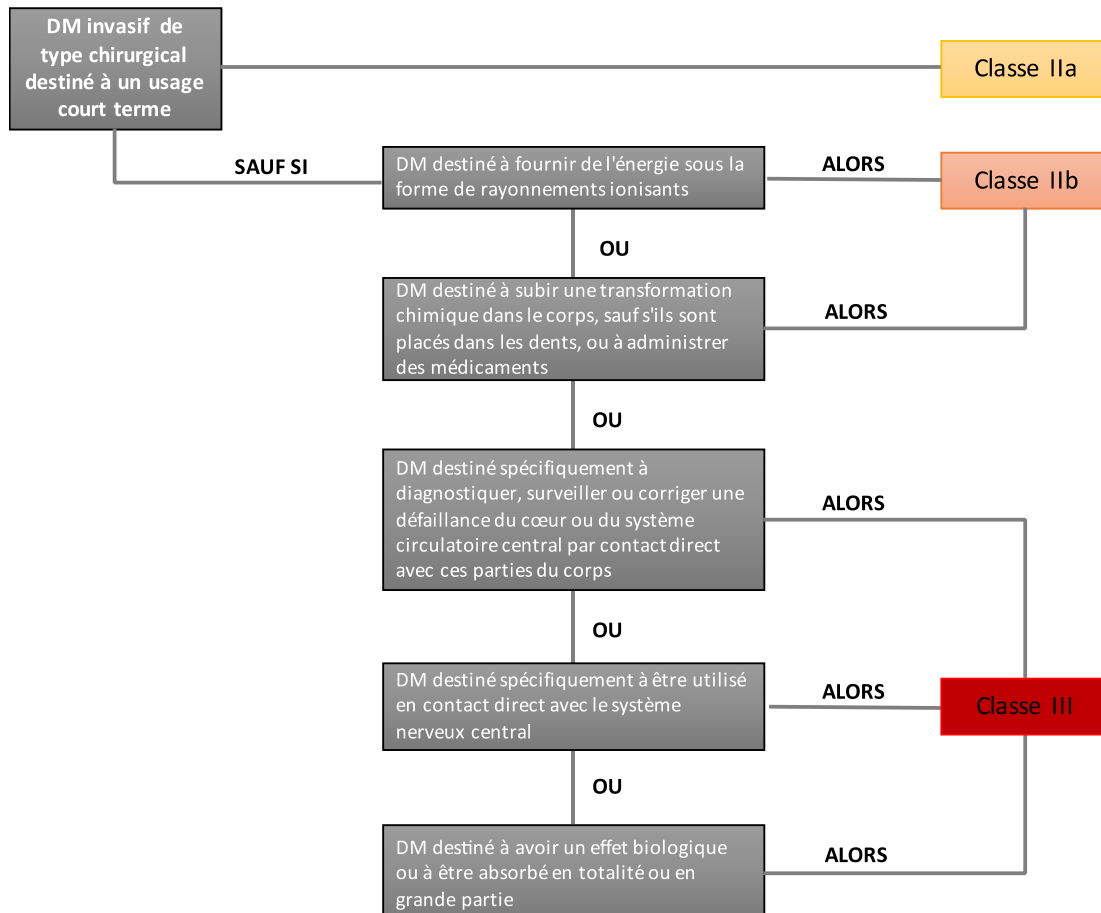 DM invasif de
type chirurgical
destiné à un usage
court terme
Classe IIa
SAUF SI
DM destiné à fournir de l'énergie sous la
forme de rayonnements ionisants
ALORS
Classe IIb
OU
DM destiné à subir une transformation
chimique dans le corps, sauf s'ils sont
placés dans les dents, ou à administrer
des médicaments
ALORS
OU
DM destiné spécifiquement à
diagnostiquer, surveiller ou corriger une
défaillance du cœur ou du système
circulatoire central par contact direct
avec ces parties du corps
ALORS
OU
DM destiné spécifiquement à être utilisé
en contact direct avec le système
nerveux central
ALORS
Classe III
OU
DM destiné à avoir un effet biologique
ou à être absorbé en totalité ou en
grande partie
ALORS